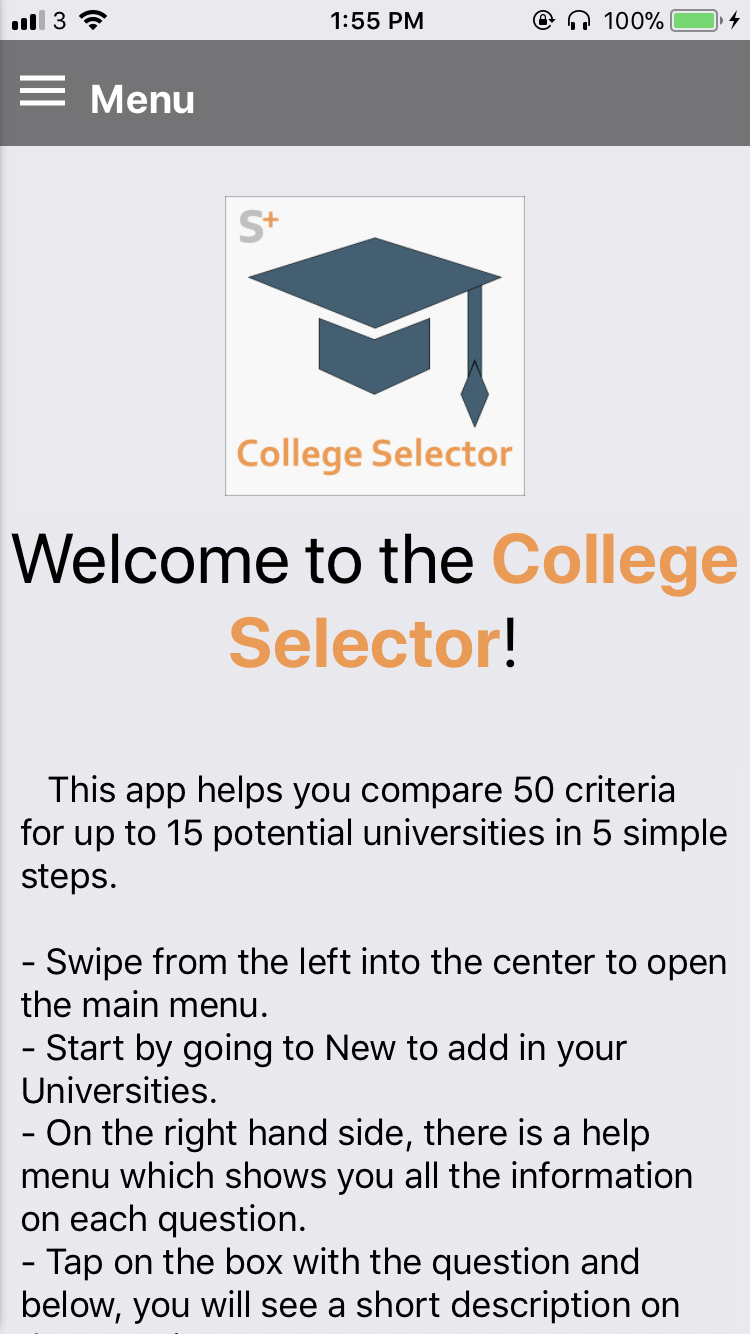 3 1:55 PM 100%
Menu
S+
College Selector
Welcome to the College
Selector!
This app helps you compare 50 criteria
for up to 15 potential universities in 5 simple
steps.
- Swipe from the left into the center to open
the main menu.
- Start by going to New to add in your
Universities.
- On the right hand side, there is a help
menu which shows you all the information
on each question.
- Tap on the box with the question and
below, you will see a short description on